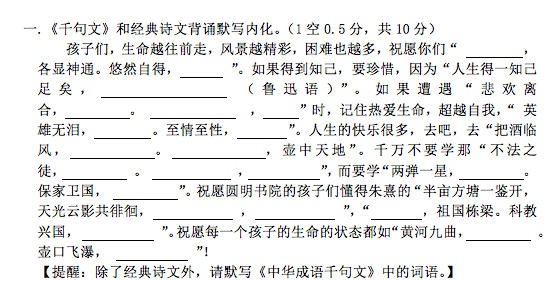 一.《千句文》和经典诗文背诵默写内化。（1空0.5分，共10分）
孩子们，生命越往前走，风景越精彩，困难也越多，祝愿你们“ ________，
各显神通。悠然自得，________ ”。如果得到知己，要珍惜，因为“人生得一知己
足矣，________________（鲁迅语）”。如果遭遇“悲欢离
合，________。 ________ ，________”时，记住热爱生命，超越自我，“ 英
雄无泪，________。至情至性，________”。人生的快乐很多，去吧，去“把酒临
风，________。________，壶中天地”。千万不要学那“不法之
徒，________ 。 ________ ，________”,而要学“两弹一星，________。
保家卫国， ________ ”。祝愿圆明书院的孩子们懂得朱熹的“半亩方塘一鉴开，
天光云影共徘徊，________ ，________ ”，“________，祖国栋梁。科教
兴国， ________ ”。祝愿每一个孩子的生命的状态都如“黄河九曲，________ 。
壶口飞瀑， ________ ”！
【提醒：除了经典诗文外，请默写《中华成语千句文》中的词语。】